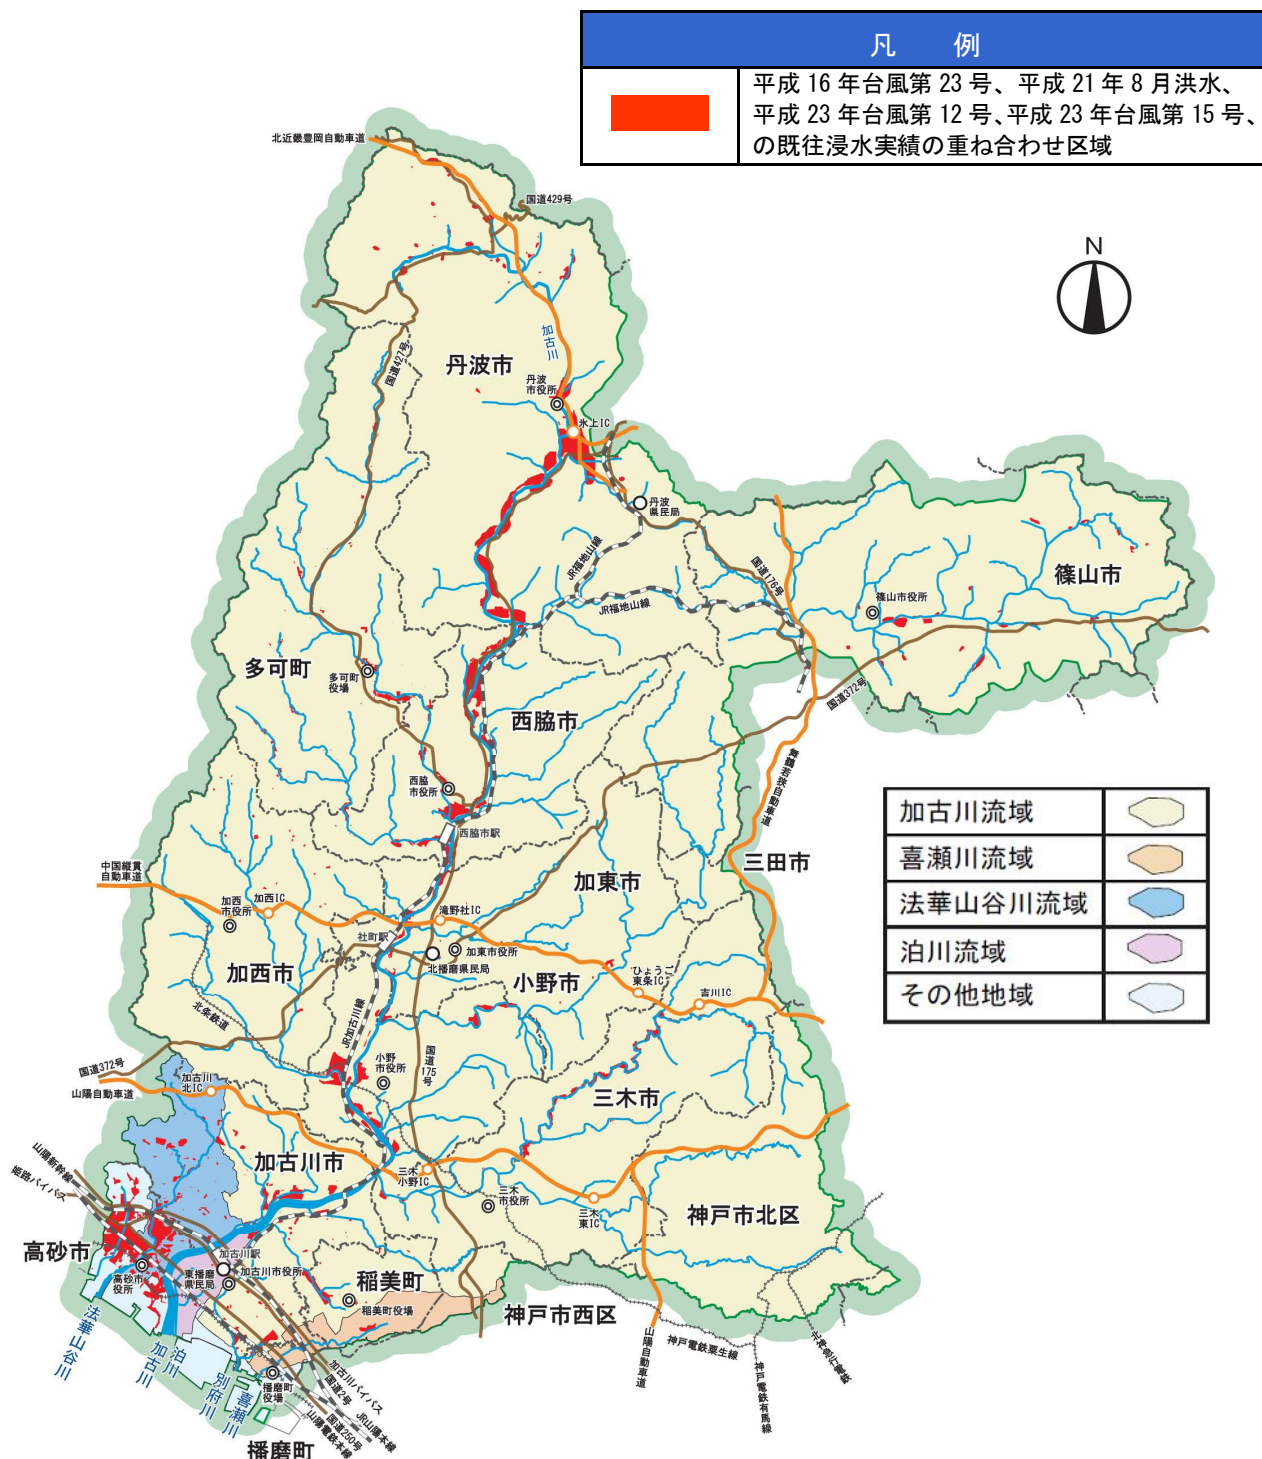 凡 例
平成 16 年台風第 23 号、平成 21 年 8 月洪水、
平成 23 年台風第 12 号、平成 23 年台風第 15 号、
の既往浸水実績の重ね合わせ区域
北近畿豊岡自動車道
国道429号
N
加古川
国道427号
丹波市
丹波
市役所
氷上IC
丹波
県民局
JR福地山線
JR福地山線
国道176号
篠山市
篠山市役所
多可町
多可町
役場
国道372号
西脇市
舞鶴若狭自動車道
西脇
市役所
西脇市駅
加古川流域
喜瀬川流域
法華山谷川流域
泊川流域
その他地域
三田市
中国縦貫
自動車道
加西IC
加西
市役所
加東市
滝野社IC
社町駅
加東市役所
北播磨県民局
加西市
小野市
ひょうご
東条IC
吉川IC
北条鉄道
JR加古川線
国道372号
山陽自動車道
加古川
北IC
小野
市役所
国道
175
号
三木市
加古川市
山陽新幹線
姫路バイパス
三木
小野IC
三木
市役所
三木
東IC
神戸市北区
高砂市
高砂市
役所
加古川駅
東播磨
県民局
加古川市役所
稲美町
稲美町役場
神戸市西区
法華山谷川
加古川
泊川
別府川
喜瀬川
播磨町
役場
加古川バイパス
国道2号
JR山陽本線
国道250号
山陽電鉄本線
播磨町
山陽自動車道
神戸電鉄粟生線
神戸電鉄有馬線
北神急行電鉄